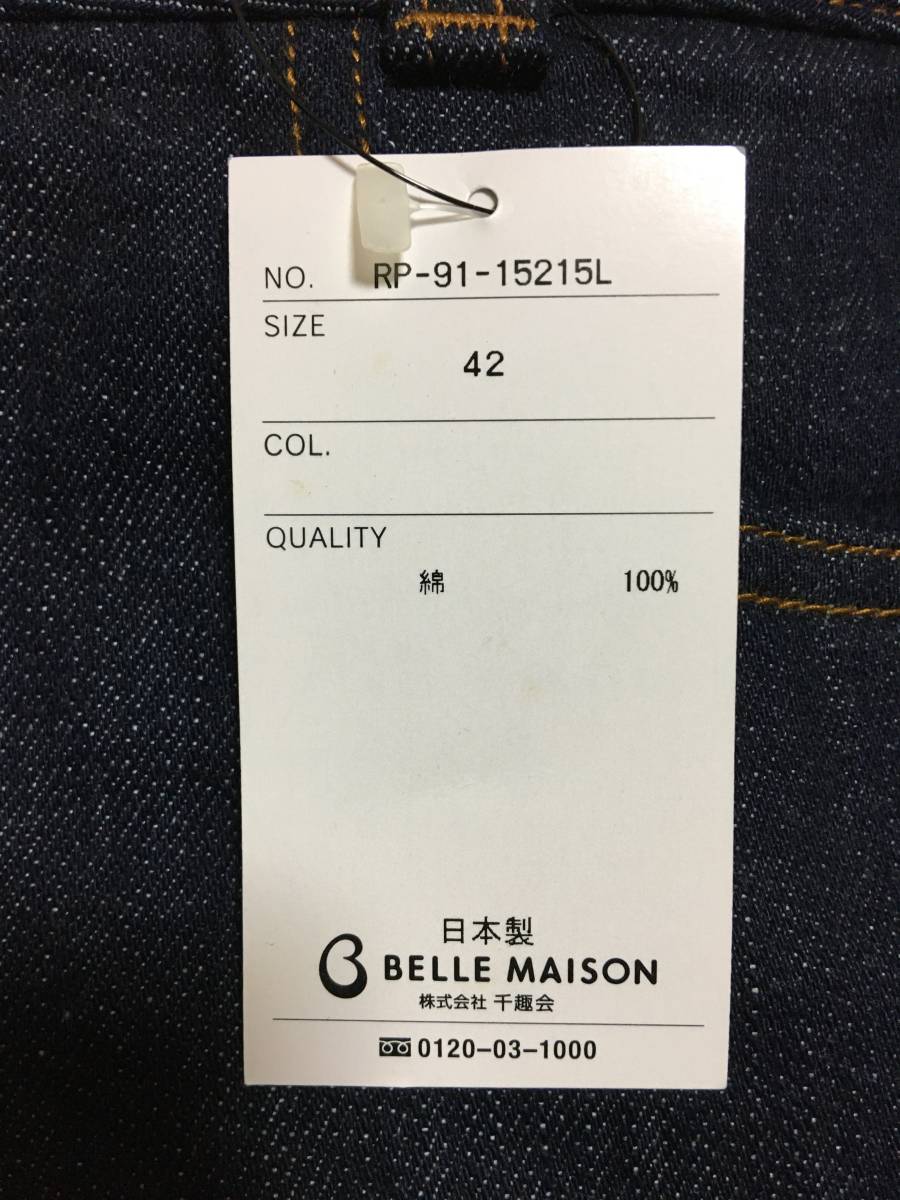 NO. RP-91-15215L
SIZE
42
COL.
QUALITY
綿 100%
日本製
BELLE MAISON
株式会社 千趣会
0120-03-1000